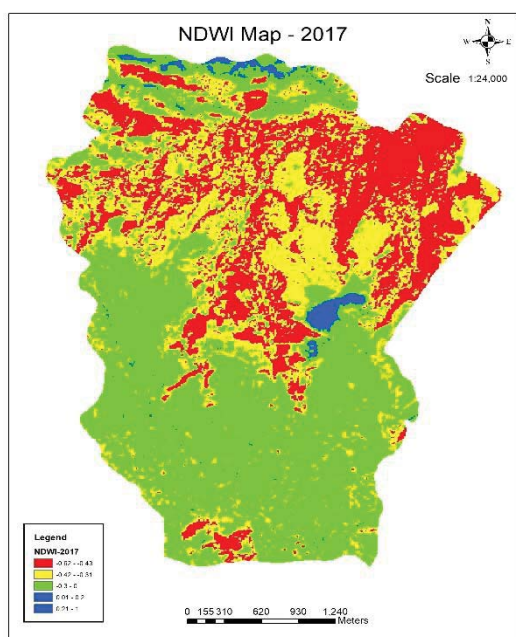 NDWI Map - 2017
N
W E
S
Scale 1:24,000
Legend
NDWI-2017
-0.62 - -0.43
-0.42 - -0.31
-0.3 - 0
0.01 - 0.2
0.21 - 1
0 155 310 620 930 1.240
Meters